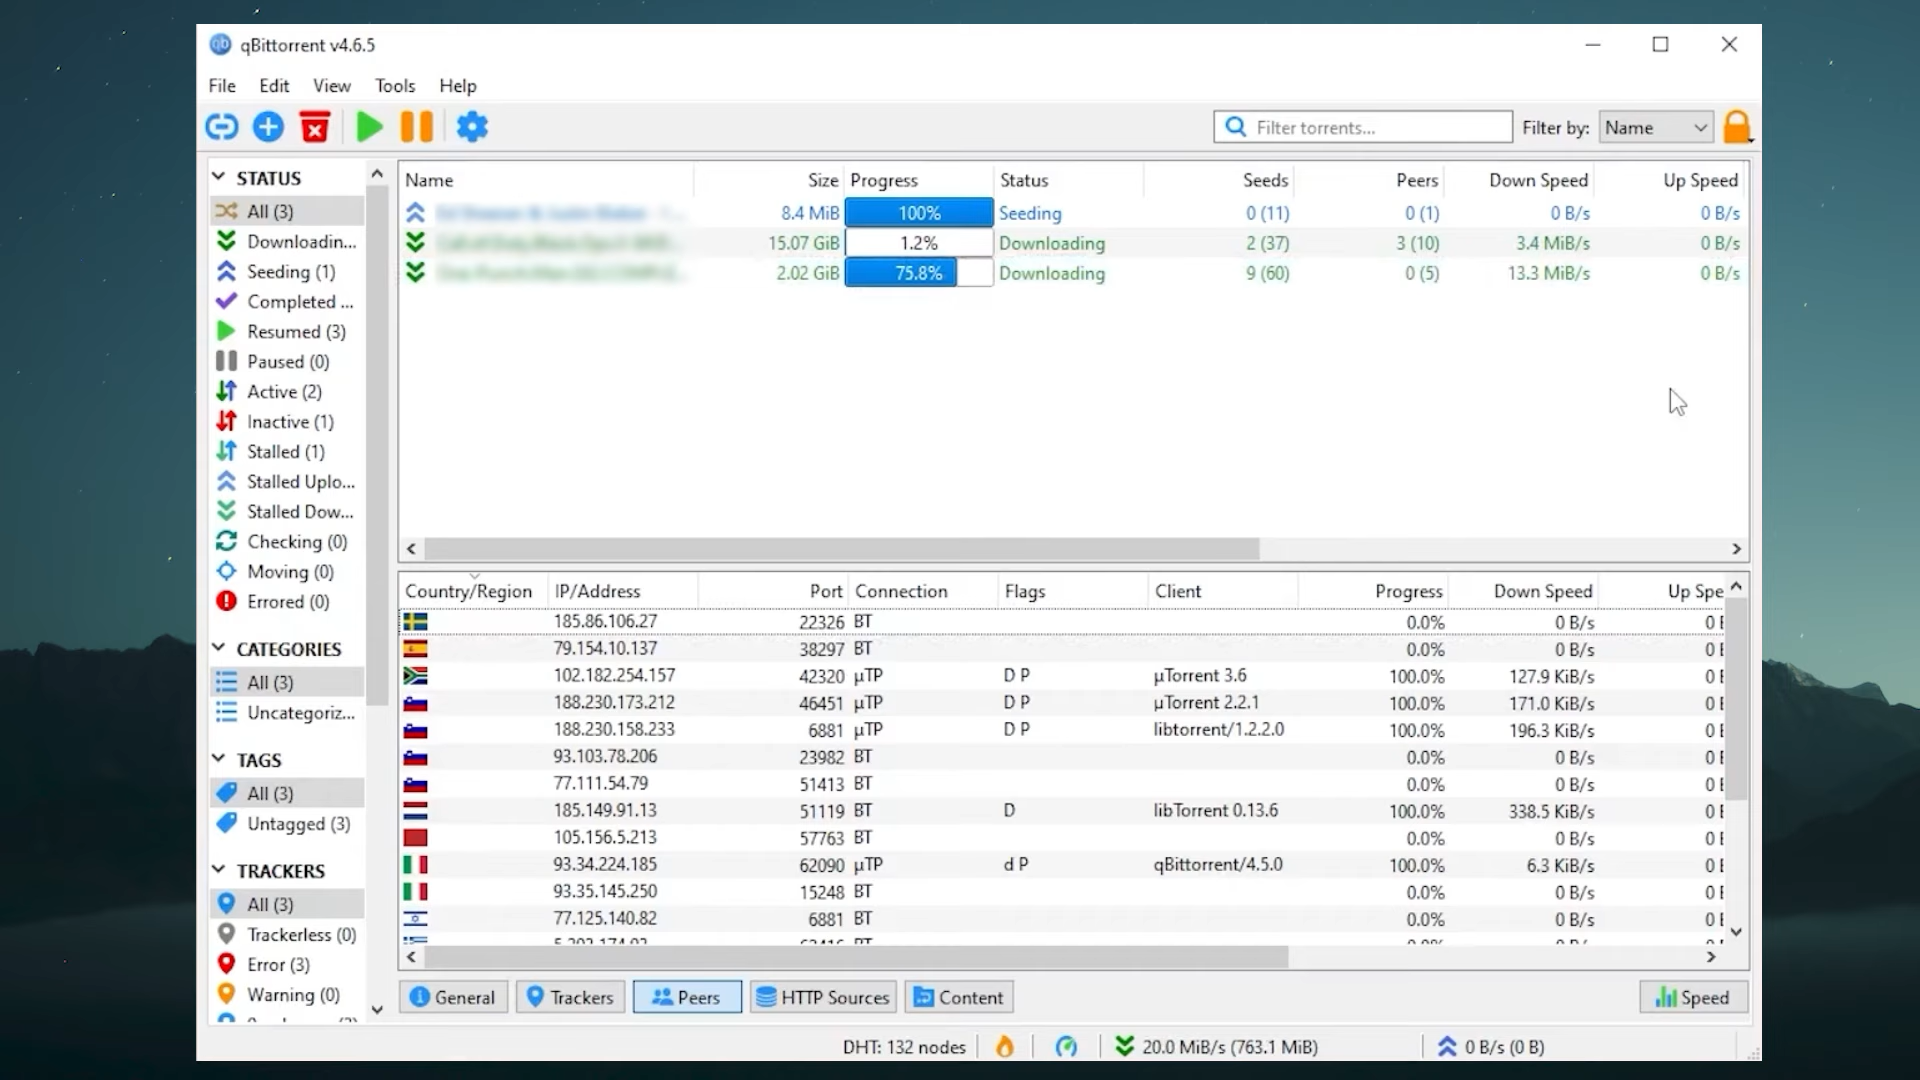 qBittorrent v4.6.5
File Edit View Tools Help
Filter torrents... Filter by: Name
STATUS
All (3)
Downloadin...
Seeding (1)
Completed ...
Resumed (3)
Paused (0)
Active (2)
Inactive (1)
Stalled (1)
Stalled Uplo...
Stalled Dow...
Checking (0)
Moving (0)
Errored (0)
CATEGORIES
All (3)
Uncategoriz...
TAGS
All (3)
Untagged (3)
TRACKERS
All (3)
Trackerless (0)
Error (3)
Warning (0)
Name Size Progress Status Seeds Peers Down Speed Up Speed
8.4 MiB 100% Seeding 0 (11) 0 (1) 0 B/s 0 B/s
15.07 GiB 1.2% Downloading 2 (37) 3 (10) 3.4 MiB/s 0 B/s
2.02 GiB 75.8% Downloading 9 (60) 0 (5) 13.3 MiB/s 0 B/s
Country/Region IP/Address Port Connection Flags Client Progress Down Speed Up Spe
185.86.106.27 22326 BT 0.0% 0 B/s 0
79.154.10.137 38297 BT 0.0% 0 B/s 0
102.182.254.157 42320 µTP D P µTorrent 3.6 100.0% 127.9 KiB/s 0
188.230.173.212 46451 µTP D P µTorrent 2.2.1 100.0% 171.0 KiB/s 0
188.230.158.233 6881 µTP D P libtorrent/1.2.2.0 100.0% 196.3 KiB/s 0
93.103.78.206 23982 BT 0.0% 0 B/s 0
77.111.54.79 51413 BT 0.0% 0 B/s 0
185.149.91.13 51119 BT D libTorrent 0.13.6 100.0% 338.5 KiB/s 0
105.156.5.213 57763 BT 0.0% 0 B/s 0
93.34.224.185 62090 µTP d P qBittorrent/4.5.0 100.0% 6.3 KiB/s 0
93.35.145.250 15248 BT 0.0% 0 B/s 0
77.125.140.82 6881 BT 0.0% 0 B/s 0
General Trackers Peers HTTP Sources Content Speed
DHT: 132 nodes 20.0 MiB/s (763.1 MiB) 0 B/s (0 B)